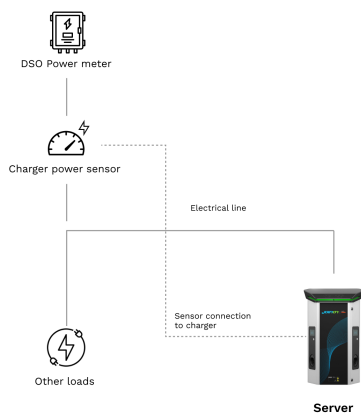 DSO Power meter
Charger power sensor
Electrical line
Sensor connection
to charger
Other loads
Server